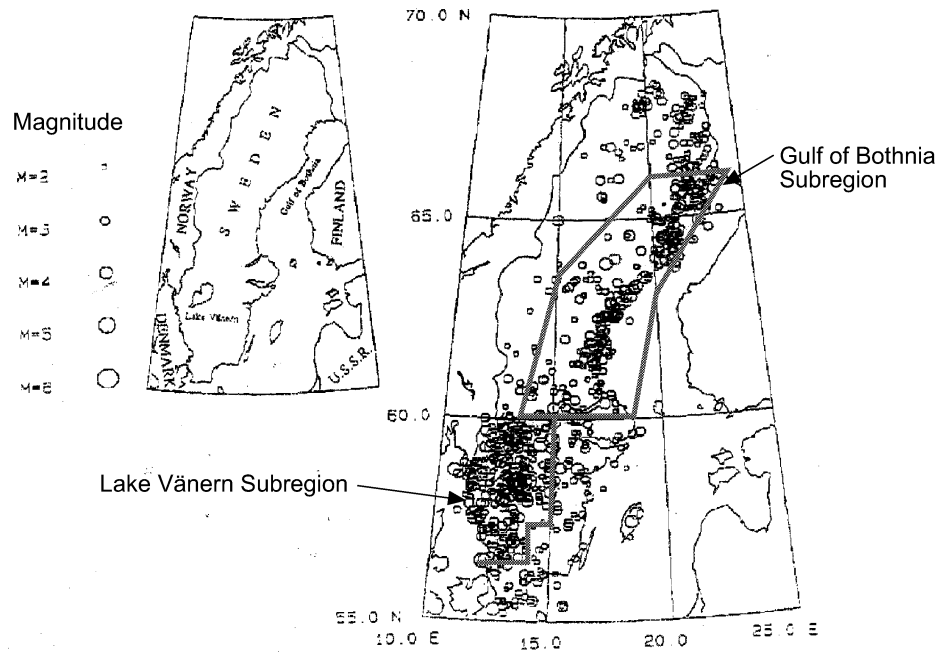 Magnitude
M=2
M=3
M=4
M=5
M=6
NORWAY
SWEDEN
Gulf of Bothnia
FINLAND
Lake Vänern
DENMARK
U.S.S.R.
70.0 N
Gulf of Bothnia
Subregion
65.0
60.0
Lake Vänern Subregion
55.0 N
10.0 E
15.0
20.0
25.0 E